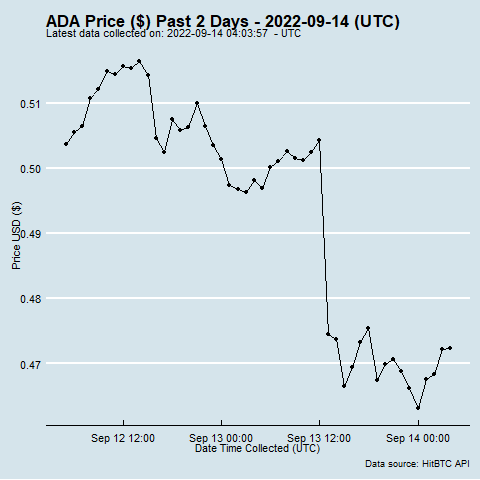 ADA Price ($) Past 2 Days - 2022-09-14 (UTC)
Latest data collected on: 2022-09-14 04:03:57 - UTC
Price USD ($)
0.51
0.50
0.49
0.48
0.47
Sep 12 12:00
Sep 13 00:00
Sep 13 12:00
Sep 14 00:00
Date Time Collected (UTC)
Data source: HitBTC API